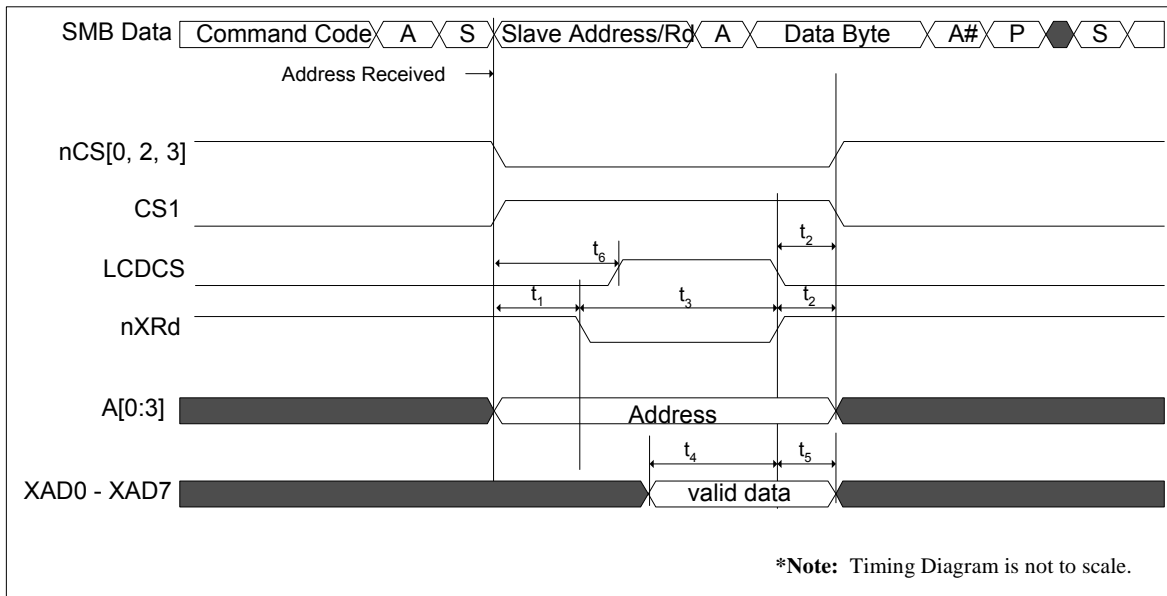 SMB Data Command Code A S Slave Address/Rd A Data Byte A# P S
Address Received
nCS[0, 2, 3]
CS1
t2
t6
LCDCS
t1 t3 t2
nXRd
A[0:3] Address
t4 t5
XAD0 - XAD7 valid data
*Note: Timing Diagram is not to scale.